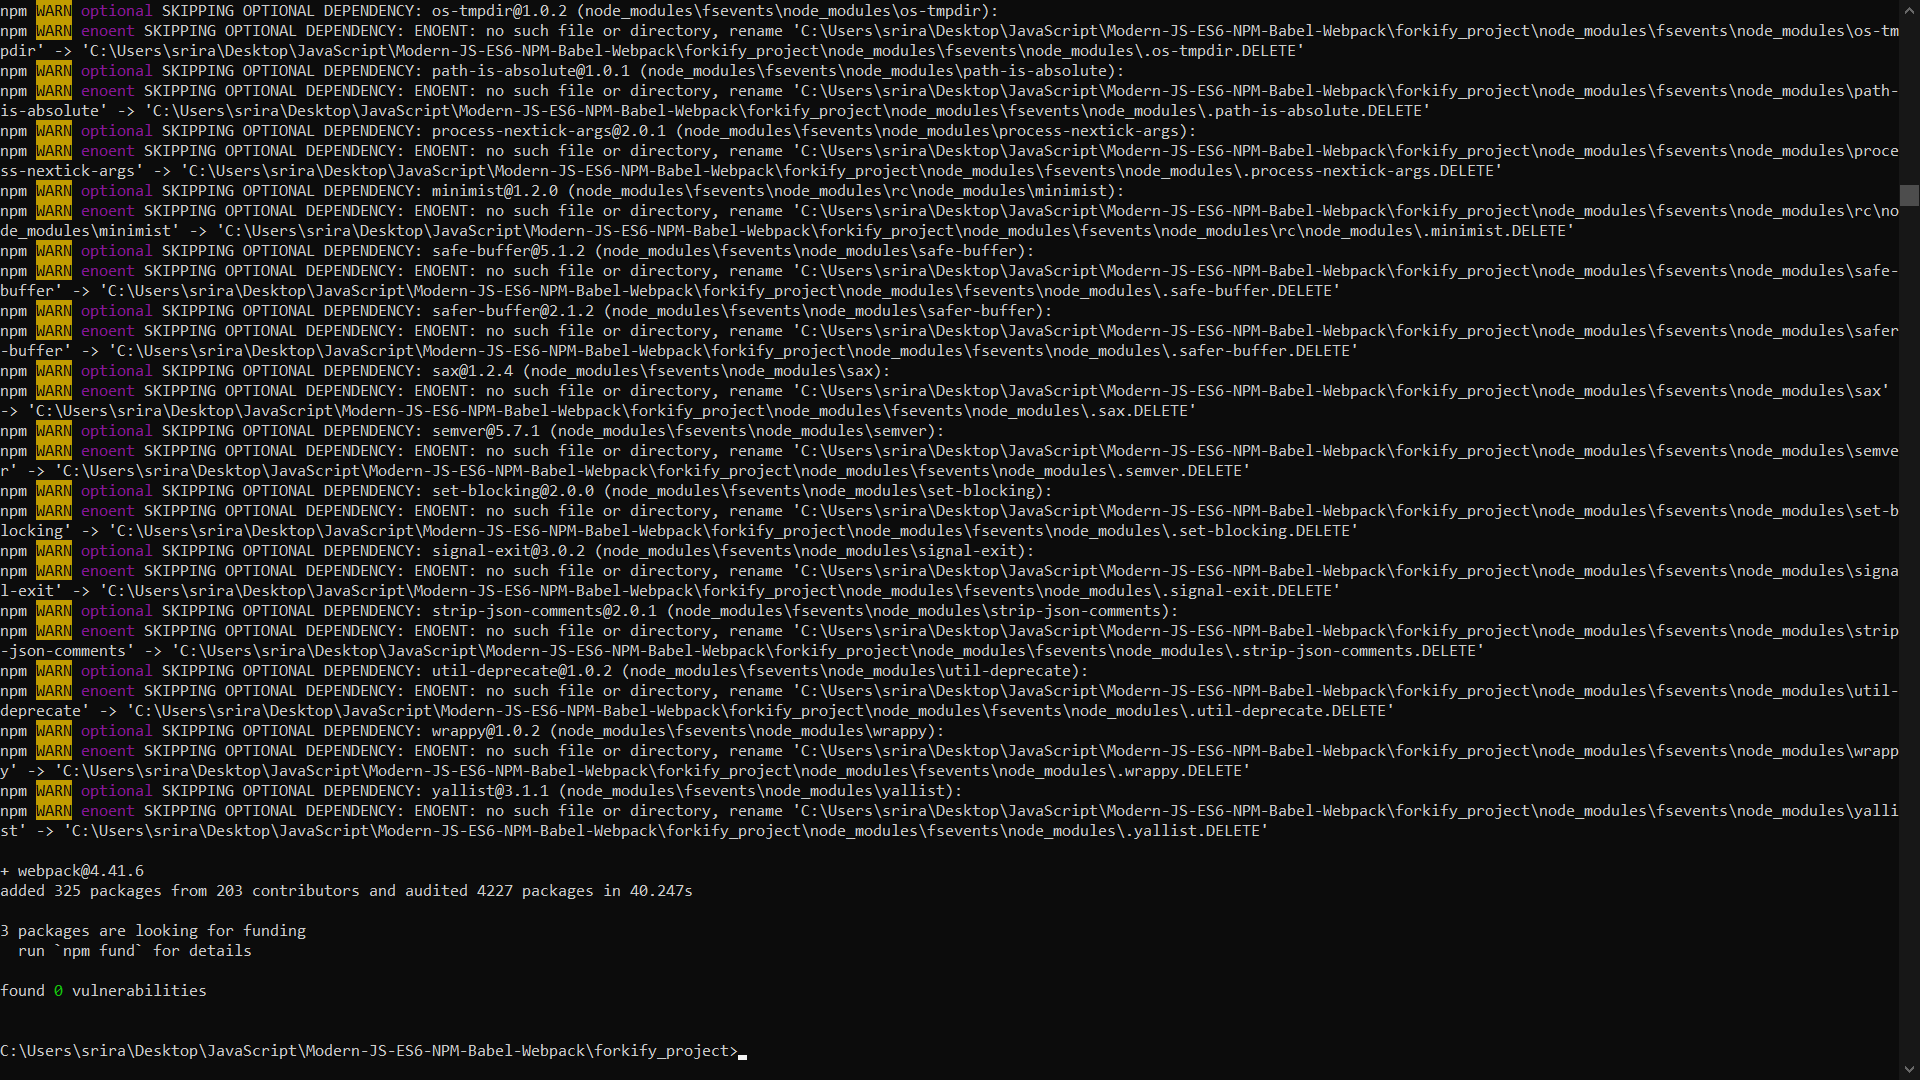 npm WARN optional SKIPPING OPTIONAL DEPENDENCY: os-tmpdir@1.0.2 (node_modules\fsevents\node_modules\os-tmpdir):
npm WARN enoent SKIPPING OPTIONAL DEPENDENCY: ENOENT: no such file or directory, rename 'C:\Users\srira\Desktop\JavaScript\Modern-JS-ES6-NPM-Babel-Webpack\forkify_project\node_modules\fsevents\node_modules\os-tm
pdir' -> 'C:\Users\srira\Desktop\JavaScript\Modern-JS-ES6-NPM-Babel-Webpack\forkify_project\node_modules\fsevents\node_modules\.os-tmpdir.DELETE'
npm WARN optional SKIPPING OPTIONAL DEPENDENCY: path-is-absolute@1.0.1 (node_modules\fsevents\node_modules\path-is-absolute):
npm WARN enoent SKIPPING OPTIONAL DEPENDENCY: ENOENT: no such file or directory, rename 'C:\Users\srira\Desktop\JavaScript\Modern-JS-ES6-NPM-Babel-Webpack\forkify_project\node_modules\fsevents\node_modules\path-
is-absolute' -> 'C:\Users\srira\Desktop\JavaScript\Modern-JS-ES6-NPM-Babel-Webpack\forkify_project\node_modules\fsevents\node_modules\.path-is-absolute.DELETE'
npm WARN optional SKIPPING OPTIONAL DEPENDENCY: process-nextick-args@2.0.1 (node_modules\fsevents\node_modules\process-nextick-args):
npm WARN enoent SKIPPING OPTIONAL DEPENDENCY: ENOENT: no such file or directory, rename 'C:\Users\srira\Desktop\JavaScript\Modern-JS-ES6-NPM-Babel-Webpack\forkify_project\node_modules\fsevents\node_modules\proce
ss-nextick-args' -> 'C:\Users\srira\Desktop\JavaScript\Modern-JS-ES6-NPM-Babel-Webpack\forkify_project\node_modules\fsevents\node_modules\.process-nextick-args.DELETE'
npm WARN optional SKIPPING OPTIONAL DEPENDENCY: minimist@1.2.0 (node_modules\fsevents\node_modules\rc\node_modules\minimist):
npm WARN enoent SKIPPING OPTIONAL DEPENDENCY: ENOENT: no such file or directory, rename 'C:\Users\srira\Desktop\JavaScript\Modern-JS-ES6-NPM-Babel-Webpack\forkify_project\node_modules\fsevents\node_modules\rc\no
de_modules\minimist' -> 'C:\Users\srira\Desktop\JavaScript\Modern-JS-ES6-NPM-Babel-Webpack\forkify_project\node_modules\fsevents\node_modules\rc\node_modules\.minimist.DELETE'
npm WARN optional SKIPPING OPTIONAL DEPENDENCY: safe-buffer@5.1.2 (node_modules\fsevents\node_modules\safe-buffer):
npm WARN enoent SKIPPING OPTIONAL DEPENDENCY: ENOENT: no such file or directory, rename 'C:\Users\srira\Desktop\JavaScript\Modern-JS-ES6-NPM-Babel-Webpack\forkify_project\node_modules\fsevents\node_modules\safe-
buffer' -> 'C:\Users\srira\Desktop\JavaScript\Modern-JS-ES6-NPM-Babel-Webpack\forkify_project\node_modules\fsevents\node_modules\.safe-buffer.DELETE'
npm WARN optional SKIPPING OPTIONAL DEPENDENCY: safer-buffer@2.1.2 (node_modules\fsevents\node_modules\safer-buffer):
npm WARN enoent SKIPPING OPTIONAL DEPENDENCY: ENOENT: no such file or directory, rename 'C:\Users\srira\Desktop\JavaScript\Modern-JS-ES6-NPM-Babel-Webpack\forkify_project\node_modules\fsevents\node_modules\safer
-buffer' -> 'C:\Users\srira\Desktop\JavaScript\Modern-JS-ES6-NPM-Babel-Webpack\forkify_project\node_modules\fsevents\node_modules\.safer-buffer.DELETE'
npm WARN optional SKIPPING OPTIONAL DEPENDENCY: sax@1.2.4 (node_modules\fsevents\node_modules\sax):
npm WARN enoent SKIPPING OPTIONAL DEPENDENCY: ENOENT: no such file or directory, rename 'C:\Users\srira\Desktop\JavaScript\Modern-JS-ES6-NPM-Babel-Webpack\forkify_project\node_modules\fsevents\node_modules\sax'
-> 'C:\Users\srira\Desktop\JavaScript\Modern-JS-ES6-NPM-Babel-Webpack\forkify_project\node_modules\fsevents\node_modules\.sax.DELETE'
npm WARN optional SKIPPING OPTIONAL DEPENDENCY: semver@5.7.1 (node_modules\fsevents\node_modules\semver):
npm WARN enoent SKIPPING OPTIONAL DEPENDENCY: ENOENT: no such file or directory, rename 'C:\Users\srira\Desktop\JavaScript\Modern-JS-ES6-NPM-Babel-Webpack\forkify_project\node_modules\fsevents\node_modules\semve
r' -> 'C:\Users\srira\Desktop\JavaScript\Modern-JS-ES6-NPM-Babel-Webpack\forkify_project\node_modules\fsevents\node_modules\.semver.DELETE'
npm WARN optional SKIPPING OPTIONAL DEPENDENCY: set-blocking@2.0.0 (node_modules\fsevents\node_modules\set-blocking):
npm WARN enoent SKIPPING OPTIONAL DEPENDENCY: ENOENT: no such file or directory, rename 'C:\Users\srira\Desktop\JavaScript\Modern-JS-ES6-NPM-Babel-Webpack\forkify_project\node_modules\fsevents\node_modules\set-b
locking' -> 'C:\Users\srira\Desktop\JavaScript\Modern-JS-ES6-NPM-Babel-Webpack\forkify_project\node_modules\fsevents\node_modules\.set-blocking.DELETE'
npm WARN optional SKIPPING OPTIONAL DEPENDENCY: signal-exit@3.0.2 (node_modules\fsevents\node_modules\signal-exit):
npm WARN enoent SKIPPING OPTIONAL DEPENDENCY: ENOENT: no such file or directory, rename 'C:\Users\srira\Desktop\JavaScript\Modern-JS-ES6-NPM-Babel-Webpack\forkify_project\node_modules\fsevents\node_modules\signa
l-exit' -> 'C:\Users\srira\Desktop\JavaScript\Modern-JS-ES6-NPM-Babel-Webpack\forkify_project\node_modules\fsevents\node_modules\.signal-exit.DELETE'
npm WARN optional SKIPPING OPTIONAL DEPENDENCY: strip-json-comments@2.0.1 (node_modules\fsevents\node_modules\strip-json-comments):
npm WARN enoent SKIPPING OPTIONAL DEPENDENCY: ENOENT: no such file or directory, rename 'C:\Users\srira\Desktop\JavaScript\Modern-JS-ES6-NPM-Babel-Webpack\forkify_project\node_modules\fsevents\node_modules\strip
-json-comments' -> 'C:\Users\srira\Desktop\JavaScript\Modern-JS-ES6-NPM-Babel-Webpack\forkify_project\node_modules\fsevents\node_modules\.strip-json-comments.DELETE'
npm WARN optional SKIPPING OPTIONAL DEPENDENCY: util-deprecate@1.0.2 (node_modules\fsevents\node_modules\util-deprecate):
npm WARN enoent SKIPPING OPTIONAL DEPENDENCY: ENOENT: no such file or directory, rename 'C:\Users\srira\Desktop\JavaScript\Modern-JS-ES6-NPM-Babel-Webpack\forkify_project\node_modules\fsevents\node_modules\util-
deprecate' -> 'C:\Users\srira\Desktop\JavaScript\Modern-JS-ES6-NPM-Babel-Webpack\forkify_project\node_modules\fsevents\node_modules\.util-deprecate.DELETE'
npm WARN optional SKIPPING OPTIONAL DEPENDENCY: wrappy@1.0.2 (node_modules\fsevents\node_modules\wrappy):
npm WARN enoent SKIPPING OPTIONAL DEPENDENCY: ENOENT: no such file or directory, rename 'C:\Users\srira\Desktop\JavaScript\Modern-JS-ES6-NPM-Babel-Webpack\forkify_project\node_modules\fsevents\node_modules\wrapp
y' -> 'C:\Users\srira\Desktop\JavaScript\Modern-JS-ES6-NPM-Babel-Webpack\forkify_project\node_modules\fsevents\node_modules\.wrappy.DELETE'
npm WARN optional SKIPPING OPTIONAL DEPENDENCY: yallist@3.1.1 (node_modules\fsevents\node_modules\yallist):
npm WARN enoent SKIPPING OPTIONAL DEPENDENCY: ENOENT: no such file or directory, rename 'C:\Users\srira\Desktop\JavaScript\Modern-JS-ES6-NPM-Babel-Webpack\forkify_project\node_modules\fsevents\node_modules\yalli
st' -> 'C:\Users\srira\Desktop\JavaScript\Modern-JS-ES6-NPM-Babel-Webpack\forkify_project\node_modules\fsevents\node_modules\.yallist.DELETE'
+ webpack@4.41.6
added 325 packages from 203 contributors and audited 4227 packages in 40.247s
3 packages are looking for funding
run `npm fund` for details
found 0 vulnerabilities
C:\Users\srira\Desktop\JavaScript\Modern-JS-ES6-NPM-Babel-Webpack\forkify_project>